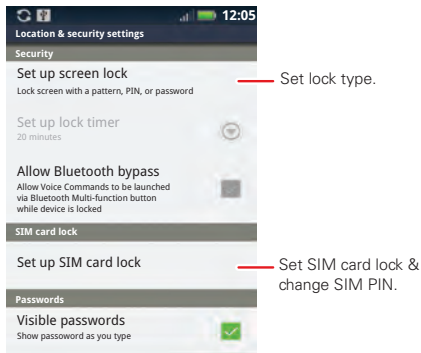 12:05
Location & security settings
Security
Set up screen lock
Lock screen with a pattern, PIN, or password
Set lock type.
Set up lock timer
20 minutes
Allow Bluetooth bypass
Allow Voice Commands to be launched
via Bluetooth Multi-function button
while device is locked
SIM card lock
Set up SIM card lock
Set SIM card lock &
change SIM PIN.
Passwords
Visible passwords
Show passoword as you type